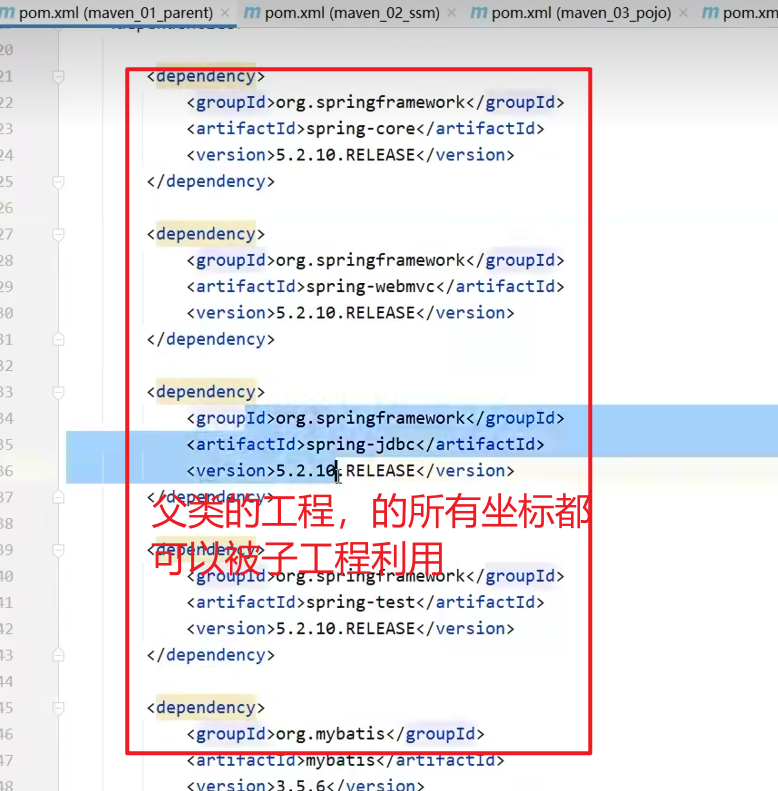 pom.xml (maven_01_parent) × pom.xml (maven_02_ssm) × pom.xml (maven_03_pojo) × pom.xm
20
21 <dependency>
22 <groupId>org.springframework</groupId>
23 <artifactId>spring-core</artifactId>
24 <version>5.2.10.RELEASE</version>
25 </dependency>
26
27 <dependency>
28 <groupId>org.springframework</groupId>
29 <artifactId>spring-webmvc</artifactId>
30 <version>5.2.10.RELEASE</version>
31 </dependency>
32
33 <dependency>
34 <groupId>org.springframework</groupId>
35 <artifactId>spring-jdbc</artifactId>
36 <version>5.2.10.RELEASE</version>
37 </dependency>
父类的工程，的所有坐标都
38
39 <dependency>
可以被子工程利用
40 <groupId>org.springframework</groupId>
41 <artifactId>spring-test</artifactId>
42 <version>5.2.10.RELEASE</version>
43 </dependency>
44
45 <dependency>
46 <groupId>org.mybatis</groupId>
47 <artifactId>mybatis</artifactId>
48 <version>3.5.6</version>